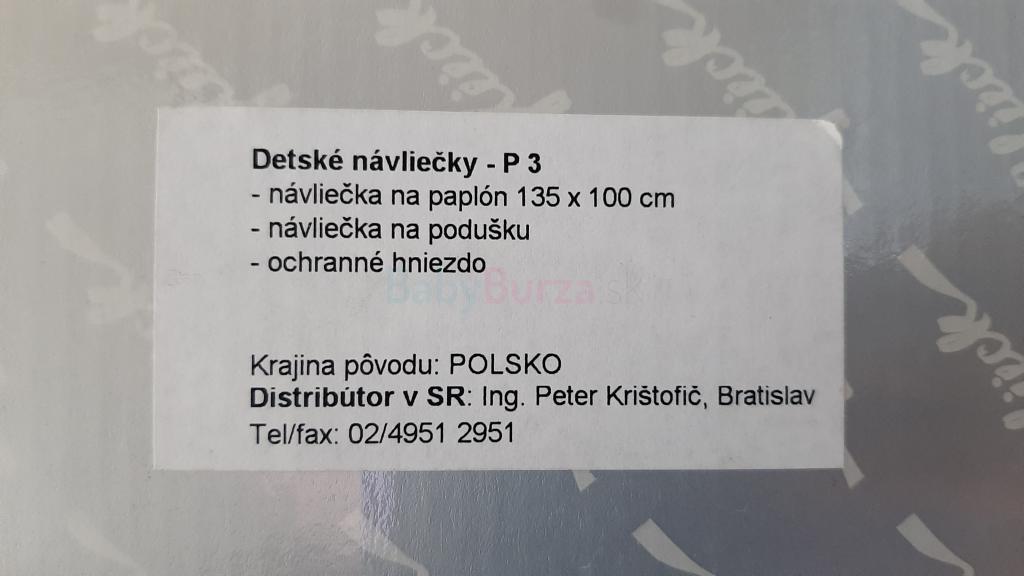 Detské návliečky - P 3
- návliečka na paplón 135 x 100 cm
- návliečka na podušku
- ochranné hniezdo
BabyBurza.sk
Krajina pôvodu: POLSKO
Distribútor v SR: Ing. Peter Krištofič, Bratislav
Tel/fax: 02/4951 2951